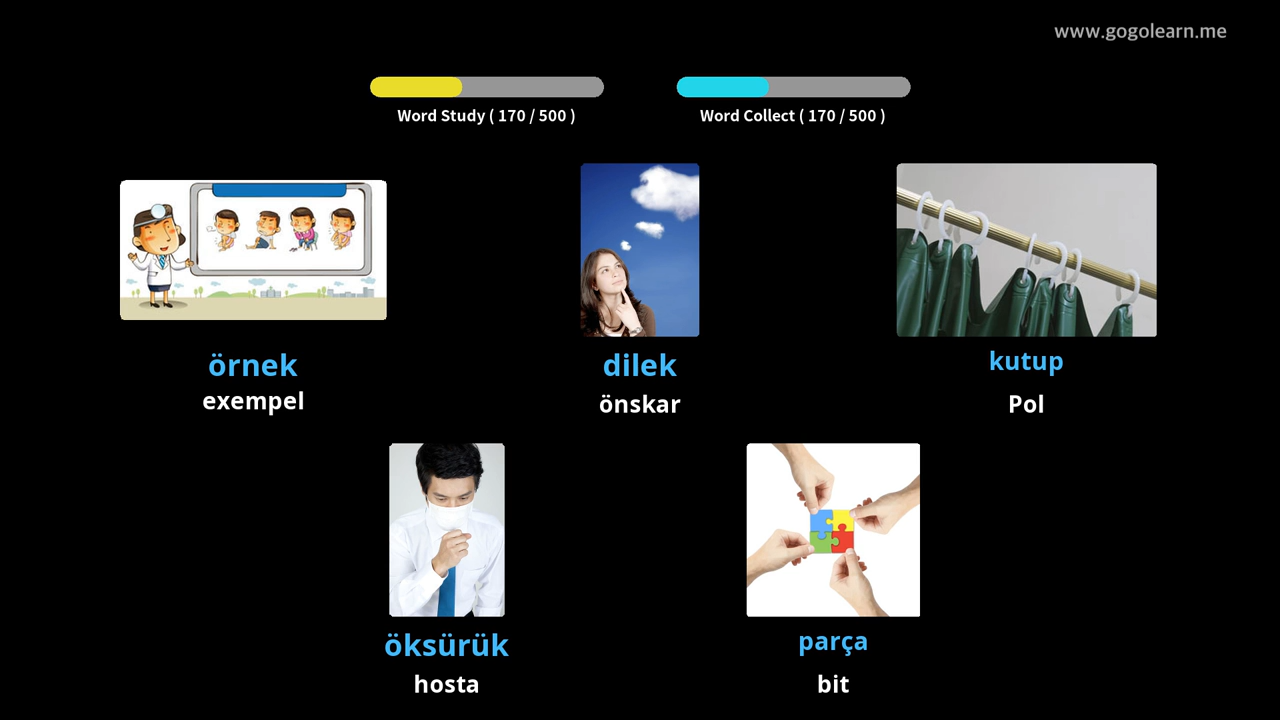 www.gogolearn.me
Word Study ( 170 / 500 )
Word Collect ( 170 / 500 )
örnek
exempel
dilek
önskar
kutup
Pol
öksürük
hosta
parça
bit